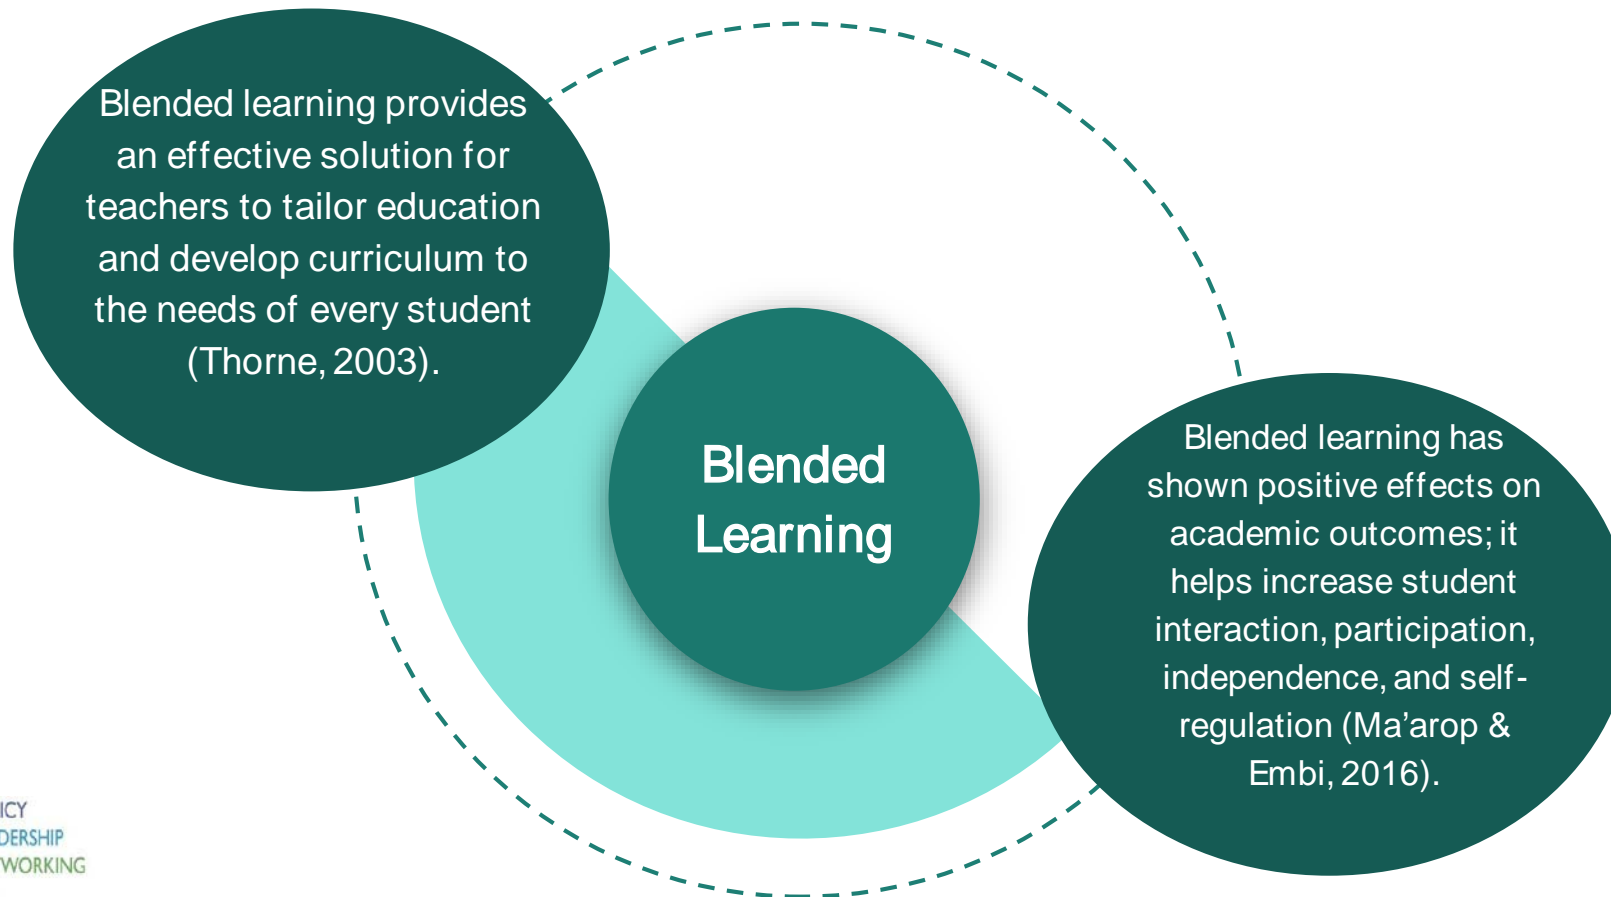 Blended learning provides
an effective solution for
teachers to tailor education
and develop curriculum to
the needs of every student
(Thorne, 2003).
Blended
Learning
Blended learning has
shown positive effects on
academic outcomes; it
helps increase student
interaction, participation,
independence, and self-
regulation (Ma’arop &
Embi, 2016).
ICY
DERSHIP
WORKING